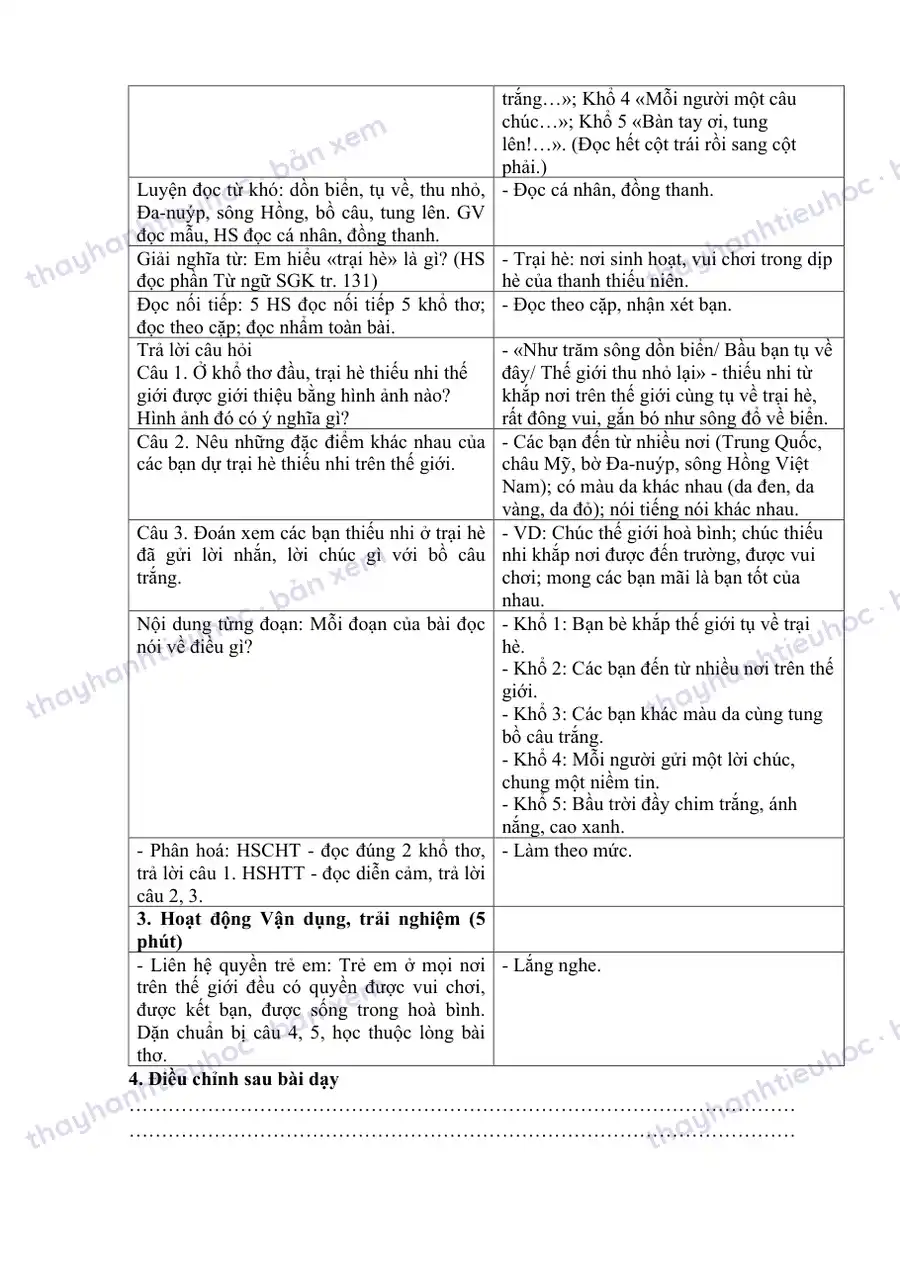 trắng…»; Khổ 4 «Mỗi người một câu
chúc…»; Khổ 5 «Bàn tay ơi, tung
lên!…». (Đọc hết cột trái rồi sang cột
phải.)
Luyện đọc từ khó: dồn biển, tụ về, thu nhỏ,
Đa-nuýp, sông Hồng, bồ câu, tung lên. GV
đọc mẫu, HS đọc cá nhân, đồng thanh.
- Đọc cá nhân, đồng thanh.
Giải nghĩa từ: Em hiểu «trại hè» là gì? (HS
đọc phần Từ ngữ SGK tr. 131)
- Trại hè: nơi sinh hoạt, vui chơi trong dịp
hè của thanh thiếu niên.
Đọc nối tiếp: 5 HS đọc nối tiếp 5 khổ thơ;
đọc theo cặp; đọc nhẩm toàn bài.
- Đọc theo cặp, nhận xét bạn.
Trả lời câu hỏi
Câu 1. Ở khổ thơ đầu, trại hè thiếu nhi thế
giới được giới thiệu bằng hình ảnh nào?
Hình ảnh đó có ý nghĩa gì?
- «Như trăm sông dồn biển/ Bầu bạn tụ về
đây/ Thế giới thu nhỏ lại» - thiếu nhi từ
khắp nơi trên thế giới cùng tụ về trại hè,
rất đông vui, gắn bó như sông đổ về biển.
Câu 2. Nêu những đặc điểm khác nhau của
các bạn dự trại hè thiếu nhi trên thế giới.
- Các bạn đến từ nhiều nơi (Trung Quốc,
châu Mỹ, bờ Đa-nuýp, sông Hồng Việt
Nam); có màu da khác nhau (da đen, da
vàng, da đỏ); nói tiếng nói khác nhau.
Câu 3. Đoán xem các bạn thiếu nhi ở trại hè
đã gửi lời nhắn, lời chúc gì với bồ câu
trắng.
- VD: Chúc thế giới hoà bình; chúc thiếu
nhi khắp nơi được đến trường, được vui
chơi; mong các bạn mãi là bạn tốt của
nhau.
Nội dung từng đoạn: Mỗi đoạn của bài đọc
nói về điều gì?
- Khổ 1: Bạn bè khắp thế giới tụ về trại
hè.
- Khổ 2: Các bạn đến từ nhiều nơi trên thế
giới.
- Khổ 3: Các bạn khác màu da cùng tung
bồ câu trắng.
- Khổ 4: Mỗi người gửi một lời chúc,
chung một niềm tin.
- Khổ 5: Bầu trời đầy chim trắng, ánh
nắng, cao xanh.
- Phân hoá: HSCHT - đọc đúng 2 khổ thơ,
trả lời câu 1. HSHTT - đọc diễn cảm, trả lời
câu 2, 3.
- Làm theo mức.
3. Hoạt động Vận dụng, trải nghiệm (5
phút)
- Liên hệ quyền trẻ em: Trẻ em ở mọi nơi
trên thế giới đều có quyền được vui chơi,
được kết bạn, được sống trong hoà bình.
Dặn chuẩn bị câu 4, 5, học thuộc lòng bài
thơ.
- Lắng nghe.
4. Điều chỉnh sau bài dạy
……………………………………………………………………………………
……………………………………………………………………………………
thayhanhtieuhoc · bản xem
thayhanhtieuhoc · b
thayhanhtieuhoc · bản xem
thayhanhtieuhoc · b
thayhanhtieuhoc · bản xem
thayhanhtieuhoc · b